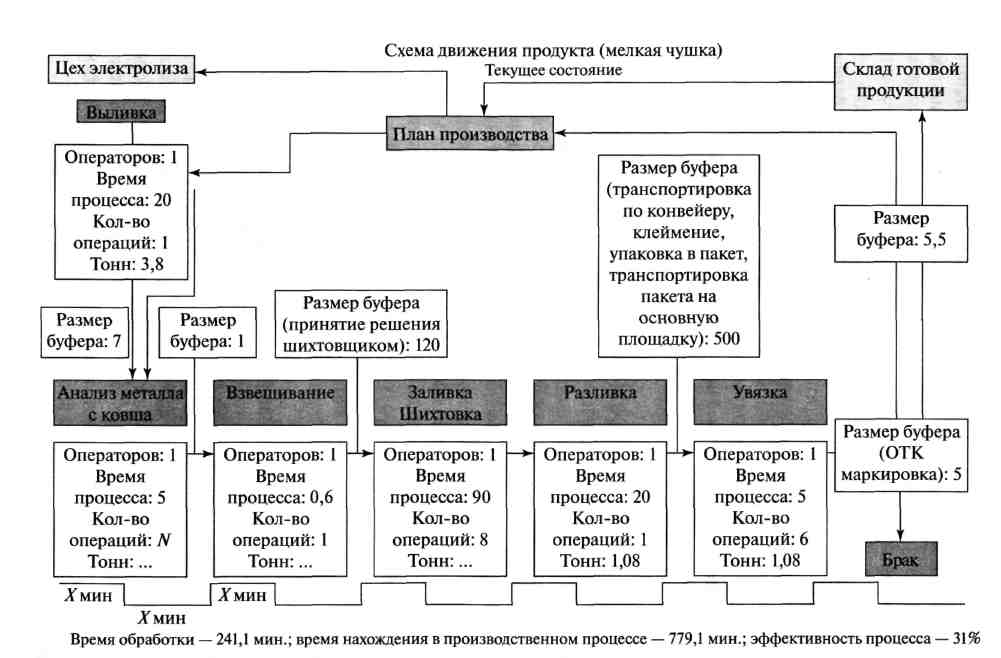 Схема движения продукта (мелкая чушка)
Текущее состояние
Цех электролиза
Склад готовой
продукции
Выливка
План производства
Операторов: 1
Время
процесса: 20
Кол-во
операций: 1
Тонн: 3,8
Размер буфера
(транспортировка
по конвейеру,
клеймение,
упаковка в пакет,
транспортировка
пакета на
основную
площадку): 500
Размер
буфера: 5,5
Размер
буфера: 7
Размер
буфера: 1
Размер буфера
(принятие решения
шихтовщиком): 120
Анализ металла
с ковша
Взвешивание
Заливка
Шихтовка
Разливка
Увязка
Размер буфера
(ОТК
маркировка): 5
Операторов: 1
Время
процесса: 5
Кол-во
операций: N
Тонн: ...
Операторов: 1
Время
процесса: 0,6
Кол-во
операций: 1
Тонн: ...
Операторов: 1
Время
процесса: 90
Кол-во
операций: 8
Тонн: ...
Операторов: 1
Время
процесса: 20
Кол-во
операций: 1
Тонн: 1,08
Операторов: 1
Время
процесса: 5
Кол-во
операций: 6
Тонн: 1,08
Брак
X мин
X мин
X мин
Время обработки — 241,1 мин.; время нахождения в производственном процессе — 779,1 мин.; эффективность процесса — 31%